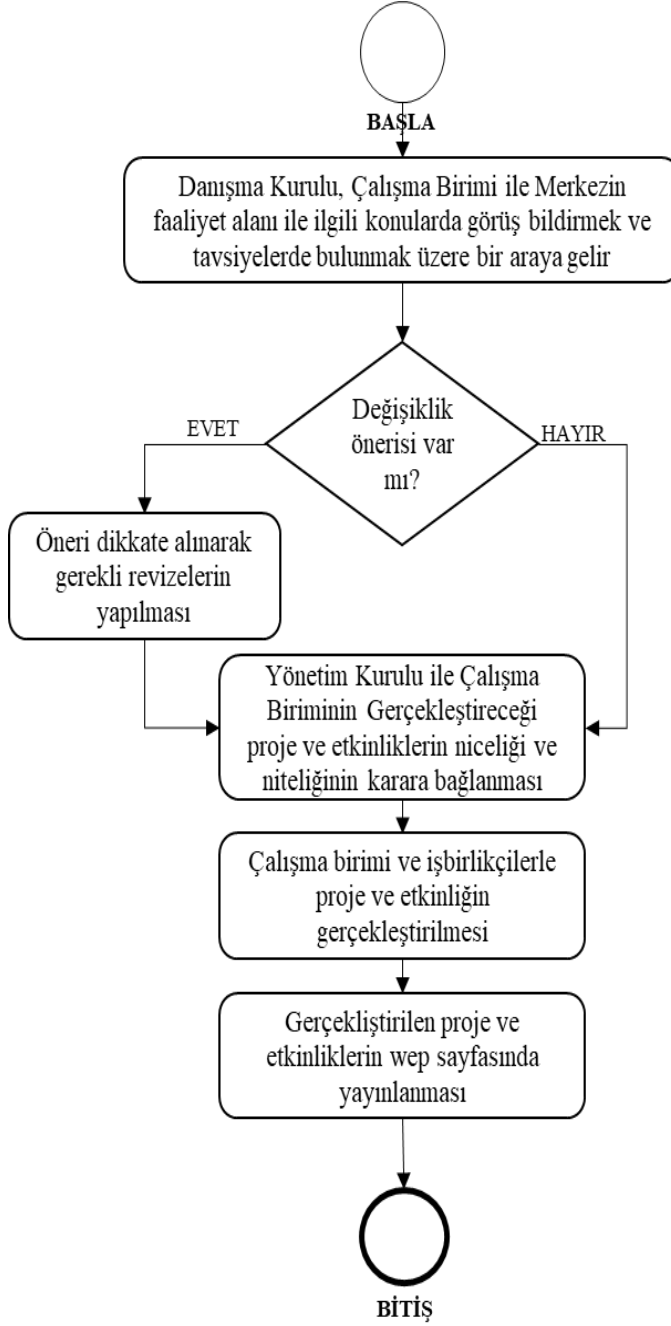 BAŞLA
Danışma Kurulu, Çalışma Birimi ile Merkezin
faaliyet alanı ile ilgili konularda görüş bildirmek ve
tavsiyelerde bulunmak üzere bir araya gelir
Değişiklik
önerisi var
mı?
EVET
HAYIR
Öneri dikkate alınarak
gerekli revizelerin
yapılması
Yönetim Kurulu ile Çalışma
Biriminin Gerçekleştireceği
proje ve etkinliklerin niceliği ve
niteliğinin karara bağlanması
Çalışma birimi ve işbirlikçilerle
proje ve etkinliğin
gerçekleştirilmesi
Gerçekliştirilen proje ve
etkinliklerin wep sayfasında
yayınlanması
BİTİŞ